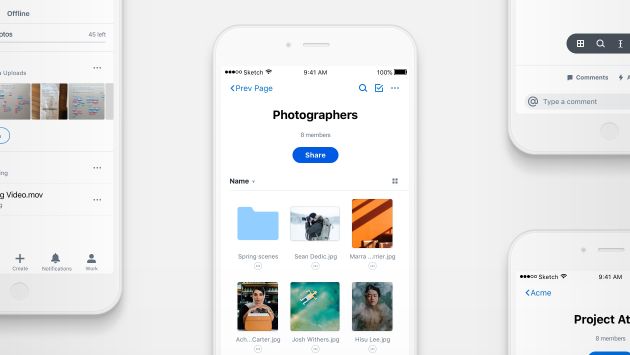 Offline
otos
45 left
Uploads
ng
g Video.mov
g
Create
Notifications
Work
Sketch
9:41 AM
100%
Prev Page
Photographers
8 members
Share
Name
Spring scenes
Sean Dedic.jpg
Marra ...rrier.jpg
Ach...Carter.jpg
Josh Withers.jpg
Hisu Lee.jpg
Comments
A
@ Type a comment
Sketch
9:41 AM
Acme
Project At
8 members